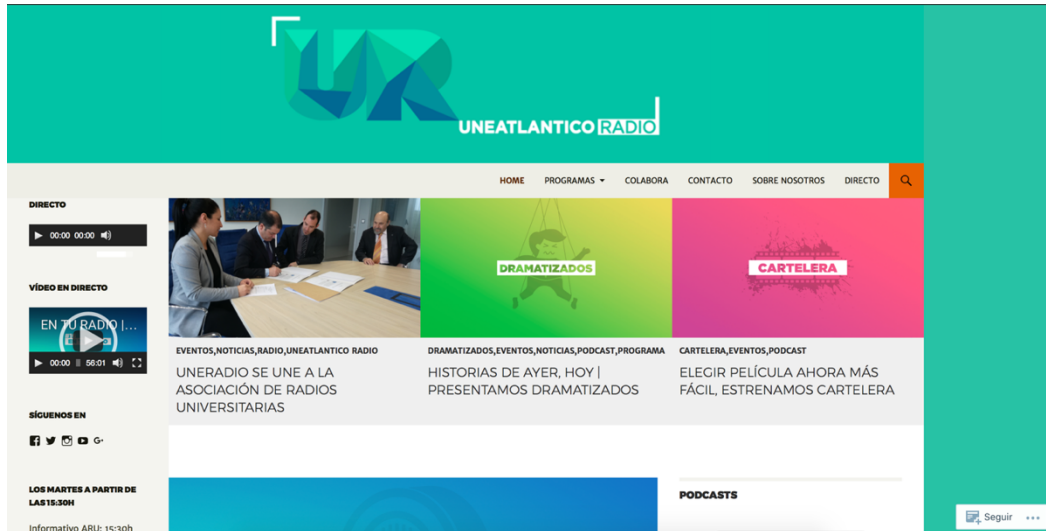 UR
UNEATLANTICO RADIO
HOME PROGRAMAS COLABORA CONTACTO SOBRE NOSOTROS DIRECTO
DIRECTO
00:00 00:00
VÍDEO EN DIRECTO
EN TU RADIO |...
00:00 56:01
SÍGUENOS EN
G+
LOS MARTES A PARTIR DE
LAS 15:30H
Informativo ARU: 15:30h
EVENTOS,NOTICIAS,RADIO,UNEATLANTICO RADIO
UNERADIO SE UNE A LA
ASOCIACIÓN DE RADIOS
UNIVERSITARIAS
DRAMATIZADOS
DRAMATIZADOS,EVENTOS,NOTICIAS,PODCAST,PROGRAMA
HISTORIAS DE AYER, HOY |
PRESENTAMOS DRAMATIZADOS
CARTELERA
CARTELERA,EVENTOS,PODCAST
ELEGIR PELÍCULA AHORA MÁS
FÁCIL, ESTRENAMOS CARTELERA
PODCASTS
Seguir ...